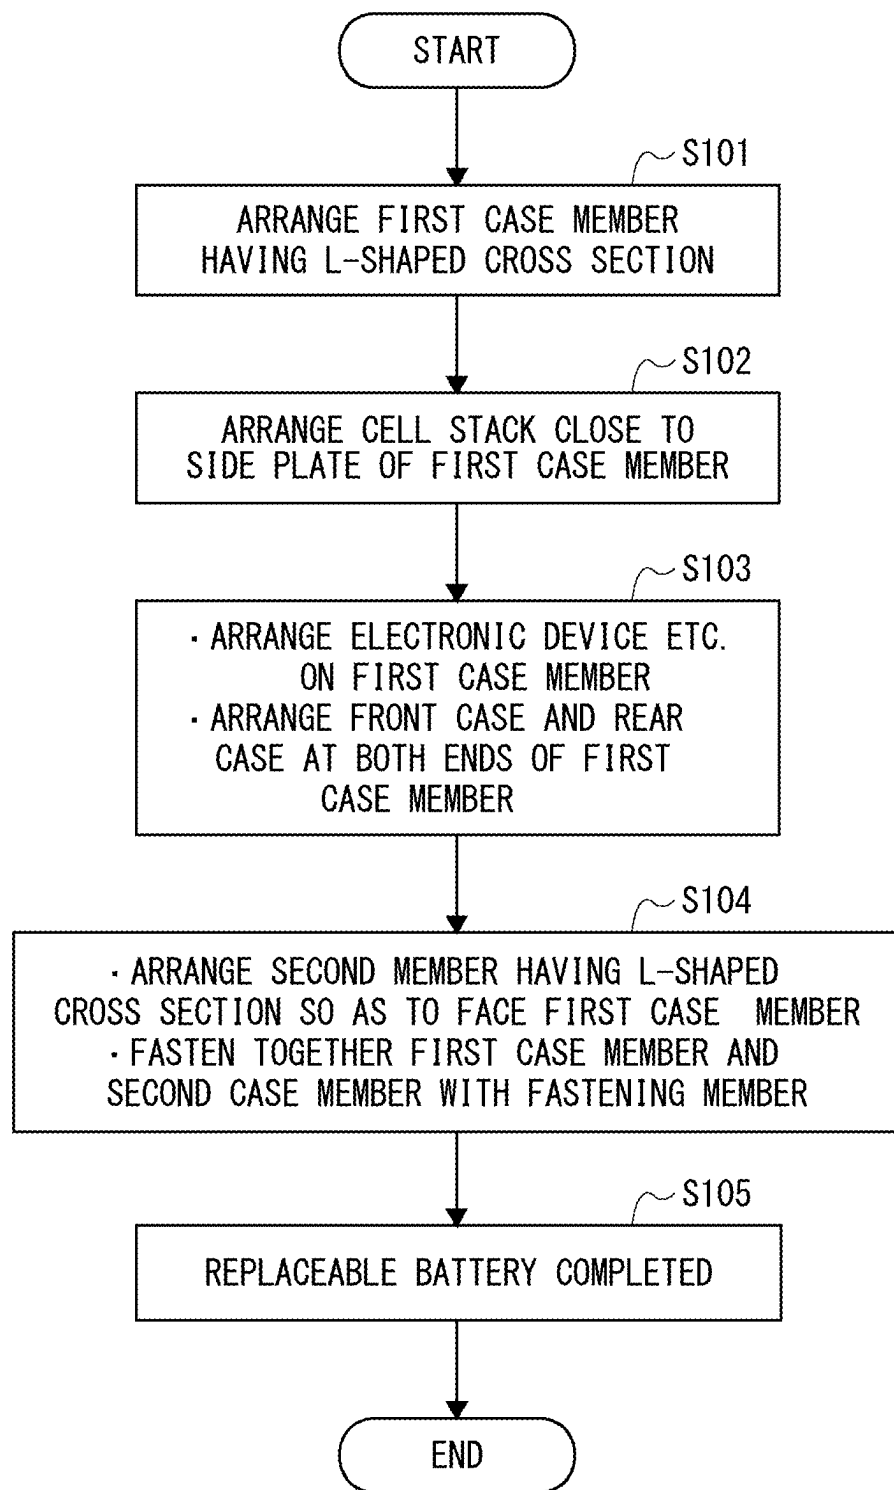 START
S101
ARRANGE FIRST CASE MEMBER
HAVING L-SHAPED CROSS SECTION
S102
ARRANGE CELL STACK CLOSE TO
SIDE PLATE OF FIRST CASE MEMBER
S103
・ARRANGE ELECTRONIC DEVICE ETC.
ON FIRST CASE MEMBER
・ARRANGE FRONT CASE AND REAR
CASE AT BOTH ENDS OF FIRST
CASE MEMBER
S104
・ARRANGE SECOND MEMBER HAVING L-SHAPED
CROSS SECTION SO AS TO FACE FIRST CASE MEMBER
・FASTEN TOGETHER FIRST CASE MEMBER AND
SECOND CASE MEMBER WITH FASTENING MEMBER
S105
REPLACEABLE BATTERY COMPLETED
END